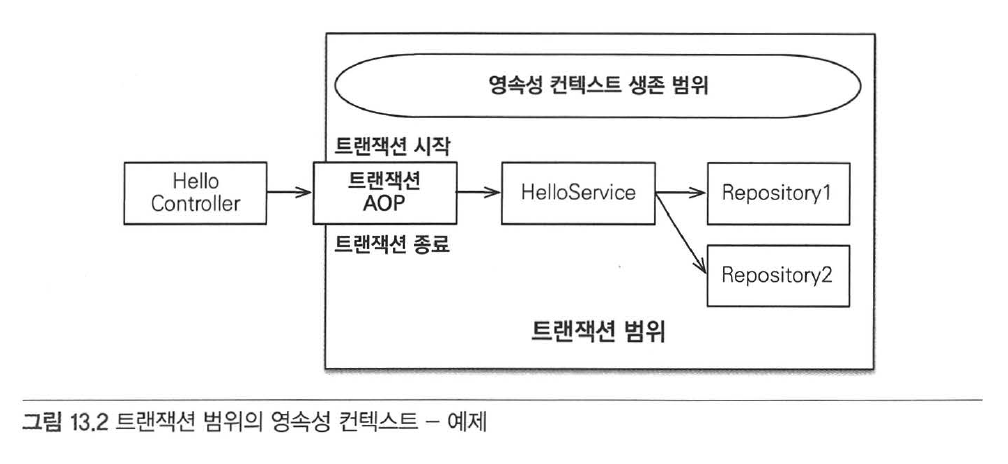 영속성 컨텍스트 생존 범위
트랜잭션 시작
Hello
Controller
트랜잭션
AOP
HelloService
Repository1
트랜잭션 종료
Repository2
트랜잭션 범위
그림 13.2 트랜잭션 범위의 영속성 컨텍스트 – 예제